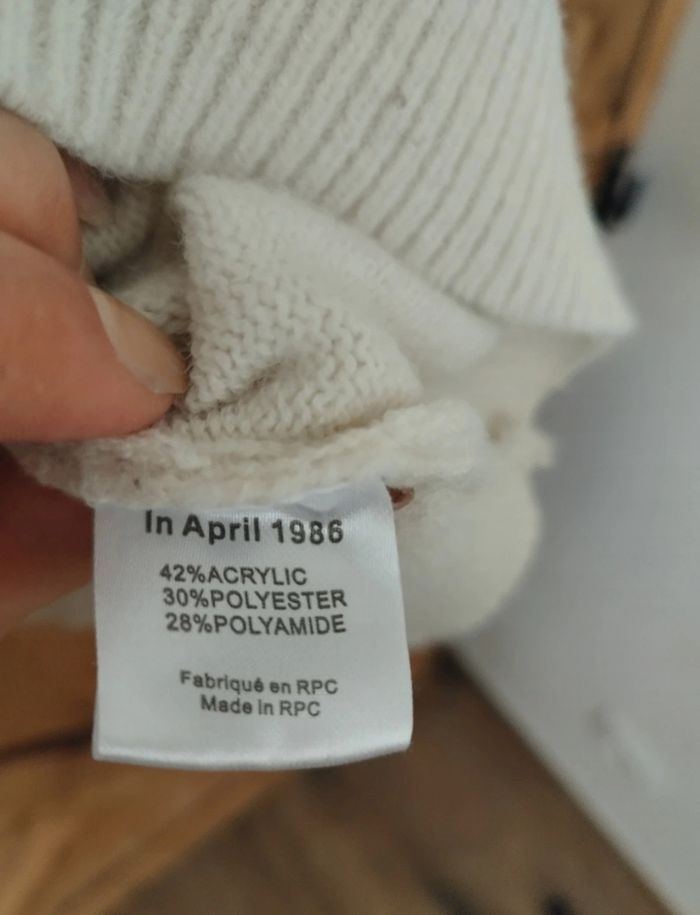 In April 1986
42%ACRYLIC
30%POLYESTER
28%POLYAMIDE
Fabriqué en RPC
Made in RPC